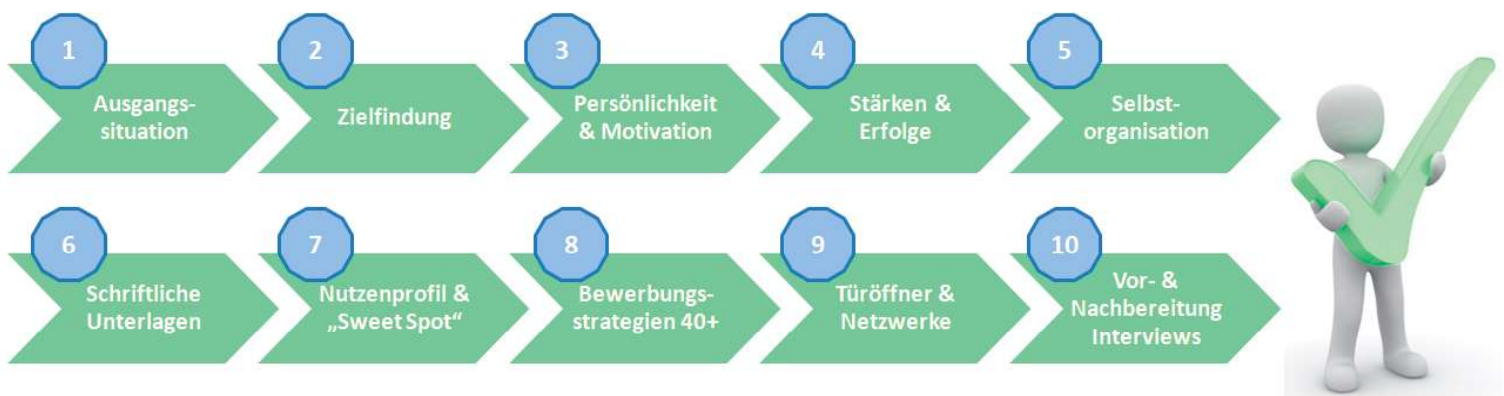 1
Ausgangs-
situation
2
Zielfindung
3
Persönlichkeit
& Motivation
4
Stärken &
Erfolge
5
Selbst-
organisation
6
Schriftliche
Unterlagen
7
Nutzenprofil &
„Sweet Spot“
8
Bewerbungs-
strategien 40+
9
Türöffner &
Netzwerke
10
Vor- &
Nachbereitung
Interviews